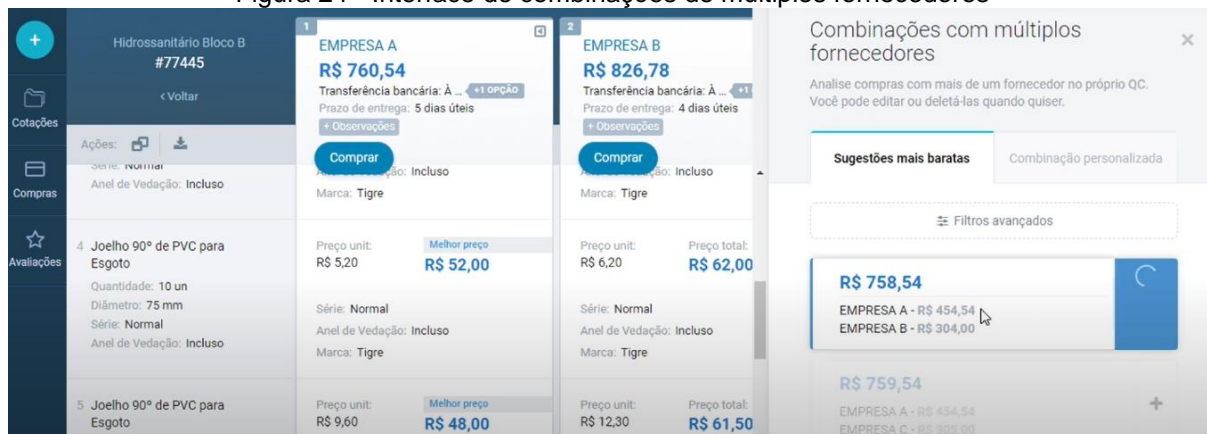 Figura 24 - Interface de combinações de múltiplos fornecedores
Cotações
Compras
Avaliações
Hidrossanitário Bloco B
#77445
< Voltar
Ações:
Série: Normal
Anel de Vedação: Incluso
4 Joelho 90º de PVC para
Esgoto
Quantidade: 10 un
Diâmetro: 75 mm
Série: Normal
Anel de Vedação: Incluso
5 Joelho 90º de PVC para
Esgoto
1
EMPRESA A
R$ 760,54
Transferência bancária: À ... +1 OPÇÃO
Prazo de entrega: 5 dias úteis
+ Observações
Comprar
Anel de Vedação: Incluso
Marca: Tigre
Preço unit: Melhor preço
R$ 5,20 R$ 52,00
Série: Normal
Anel de Vedação: Incluso
Marca: Tigre
Preço unit: Melhor preço
R$ 9,60 R$ 48,00
2
EMPRESA B
R$ 826,78
Transferência bancária: À ... +1
Prazo de entrega: 4 dias úteis
+ Observações
Comprar
Anel de Vedação: Incluso
Marca: Tigre
Preço unit: Preço total:
R$ 6,20 R$ 62,00
Série: Normal
Anel de Vedação: Incluso
Marca: Tigre
Preço unit: Preço total:
R$ 12,30 R$ 61,50
Combinações com múltiplos
fornecedores
Analise compras com mais de um fornecedor no próprio QC.
Você pode editar ou deletá-las quando quiser.
Sugestões mais baratas
Combinação personalizada
Filtros avançados
R$ 758,54
EMPRESA A - R$ 454,54
EMPRESA B - R$ 304,00
R$ 759,54
EMPRESA A - R$ 454,54
EMPRESA C - R$ 305,00